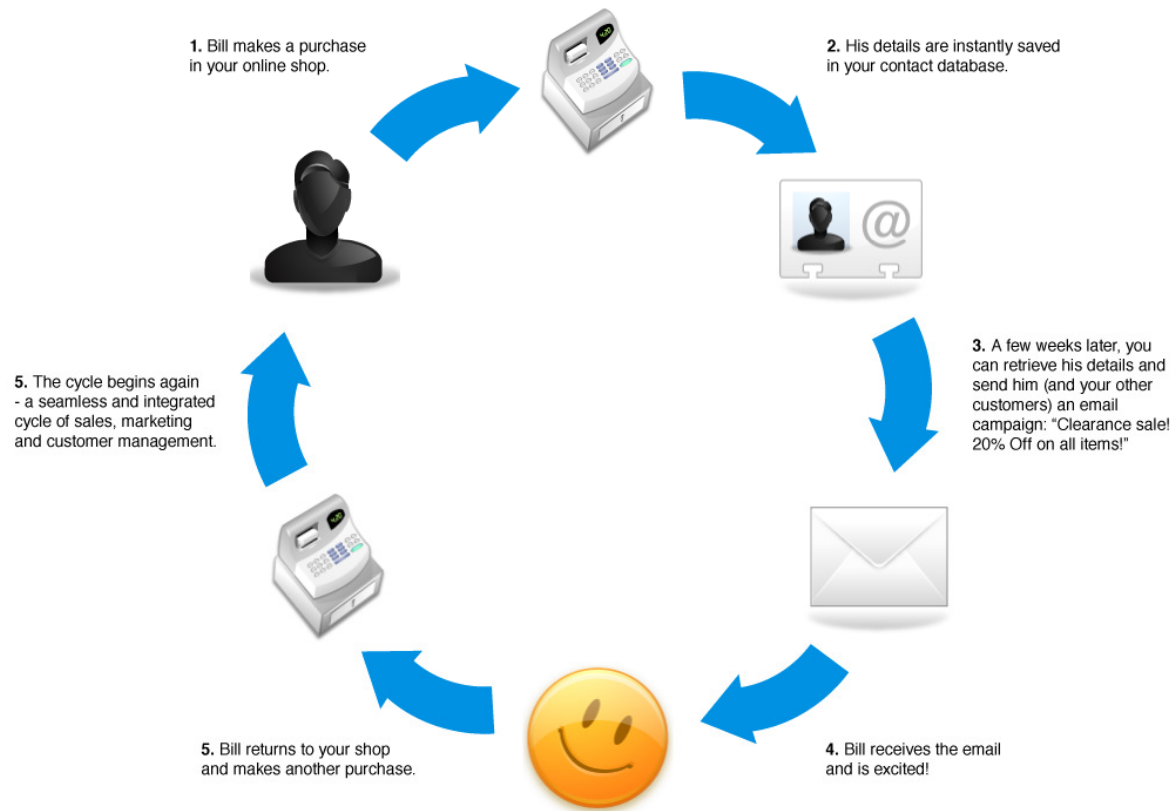 1. Bill makes a purchase
in your online shop.
2. His details are instantly saved
in your contact database.
3. A few weeks later, you
can retrieve his details and
send him (and your other
customers) an email
campaign: “Clearance sale!
20% Off on all items!”
4. Bill receives the email
and is excited!
5. Bill returns to your shop
and makes another purchase.
5. The cycle begins again
- a seamless and integrated
cycle of sales, marketing
and customer management.
4:20
@
4:20